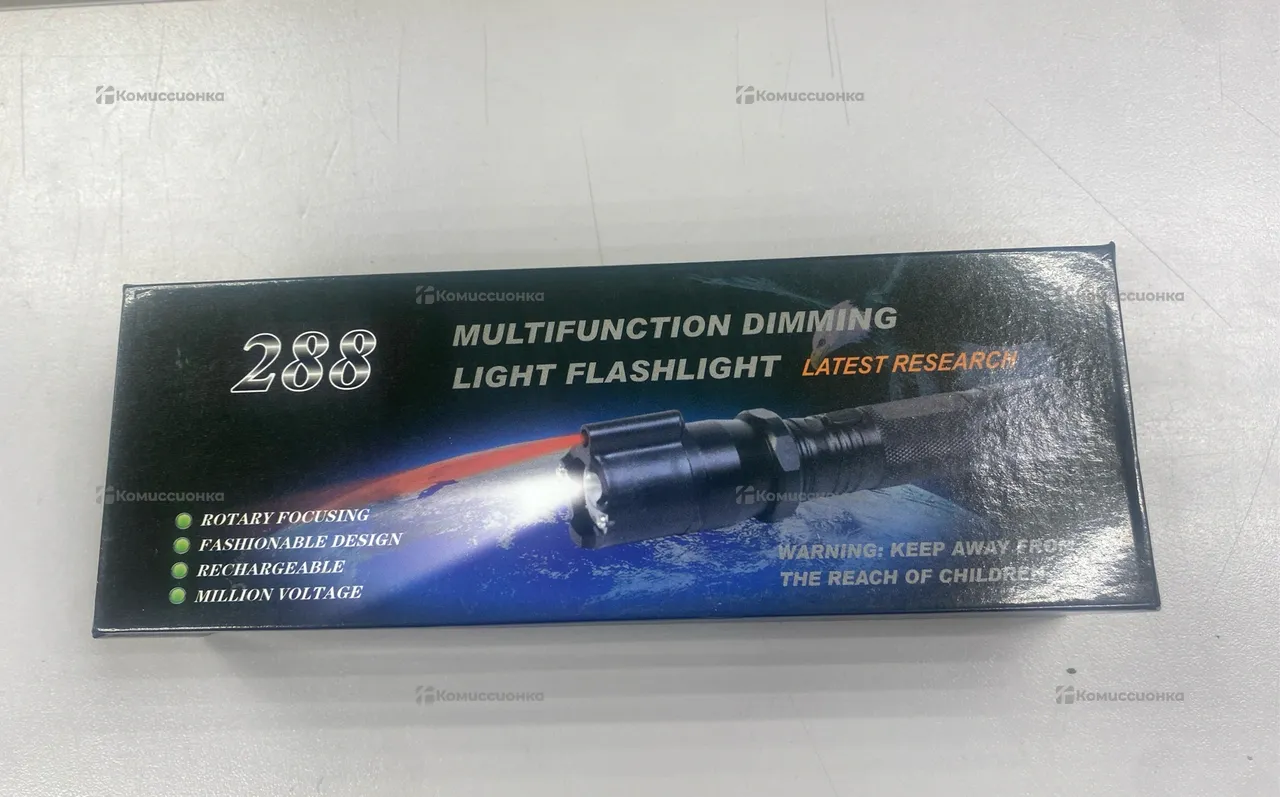 Комиссионка
Комиссионка
Комиссионка
Комиссионка
288
MULTIFUNCTION DIMMING
LIGHT FLASHLIGHT LATEST RESEARCH
Комиссионка
Комиссионка
ROTARY FOCUSING
FASHIONABLE DESIGN
RECHARGEABLE
MILLION VOLTAGE
WARNING: KEEP AWAY FROM
THE REACH OF CHILDREN
Комиссионка
Комиссионка